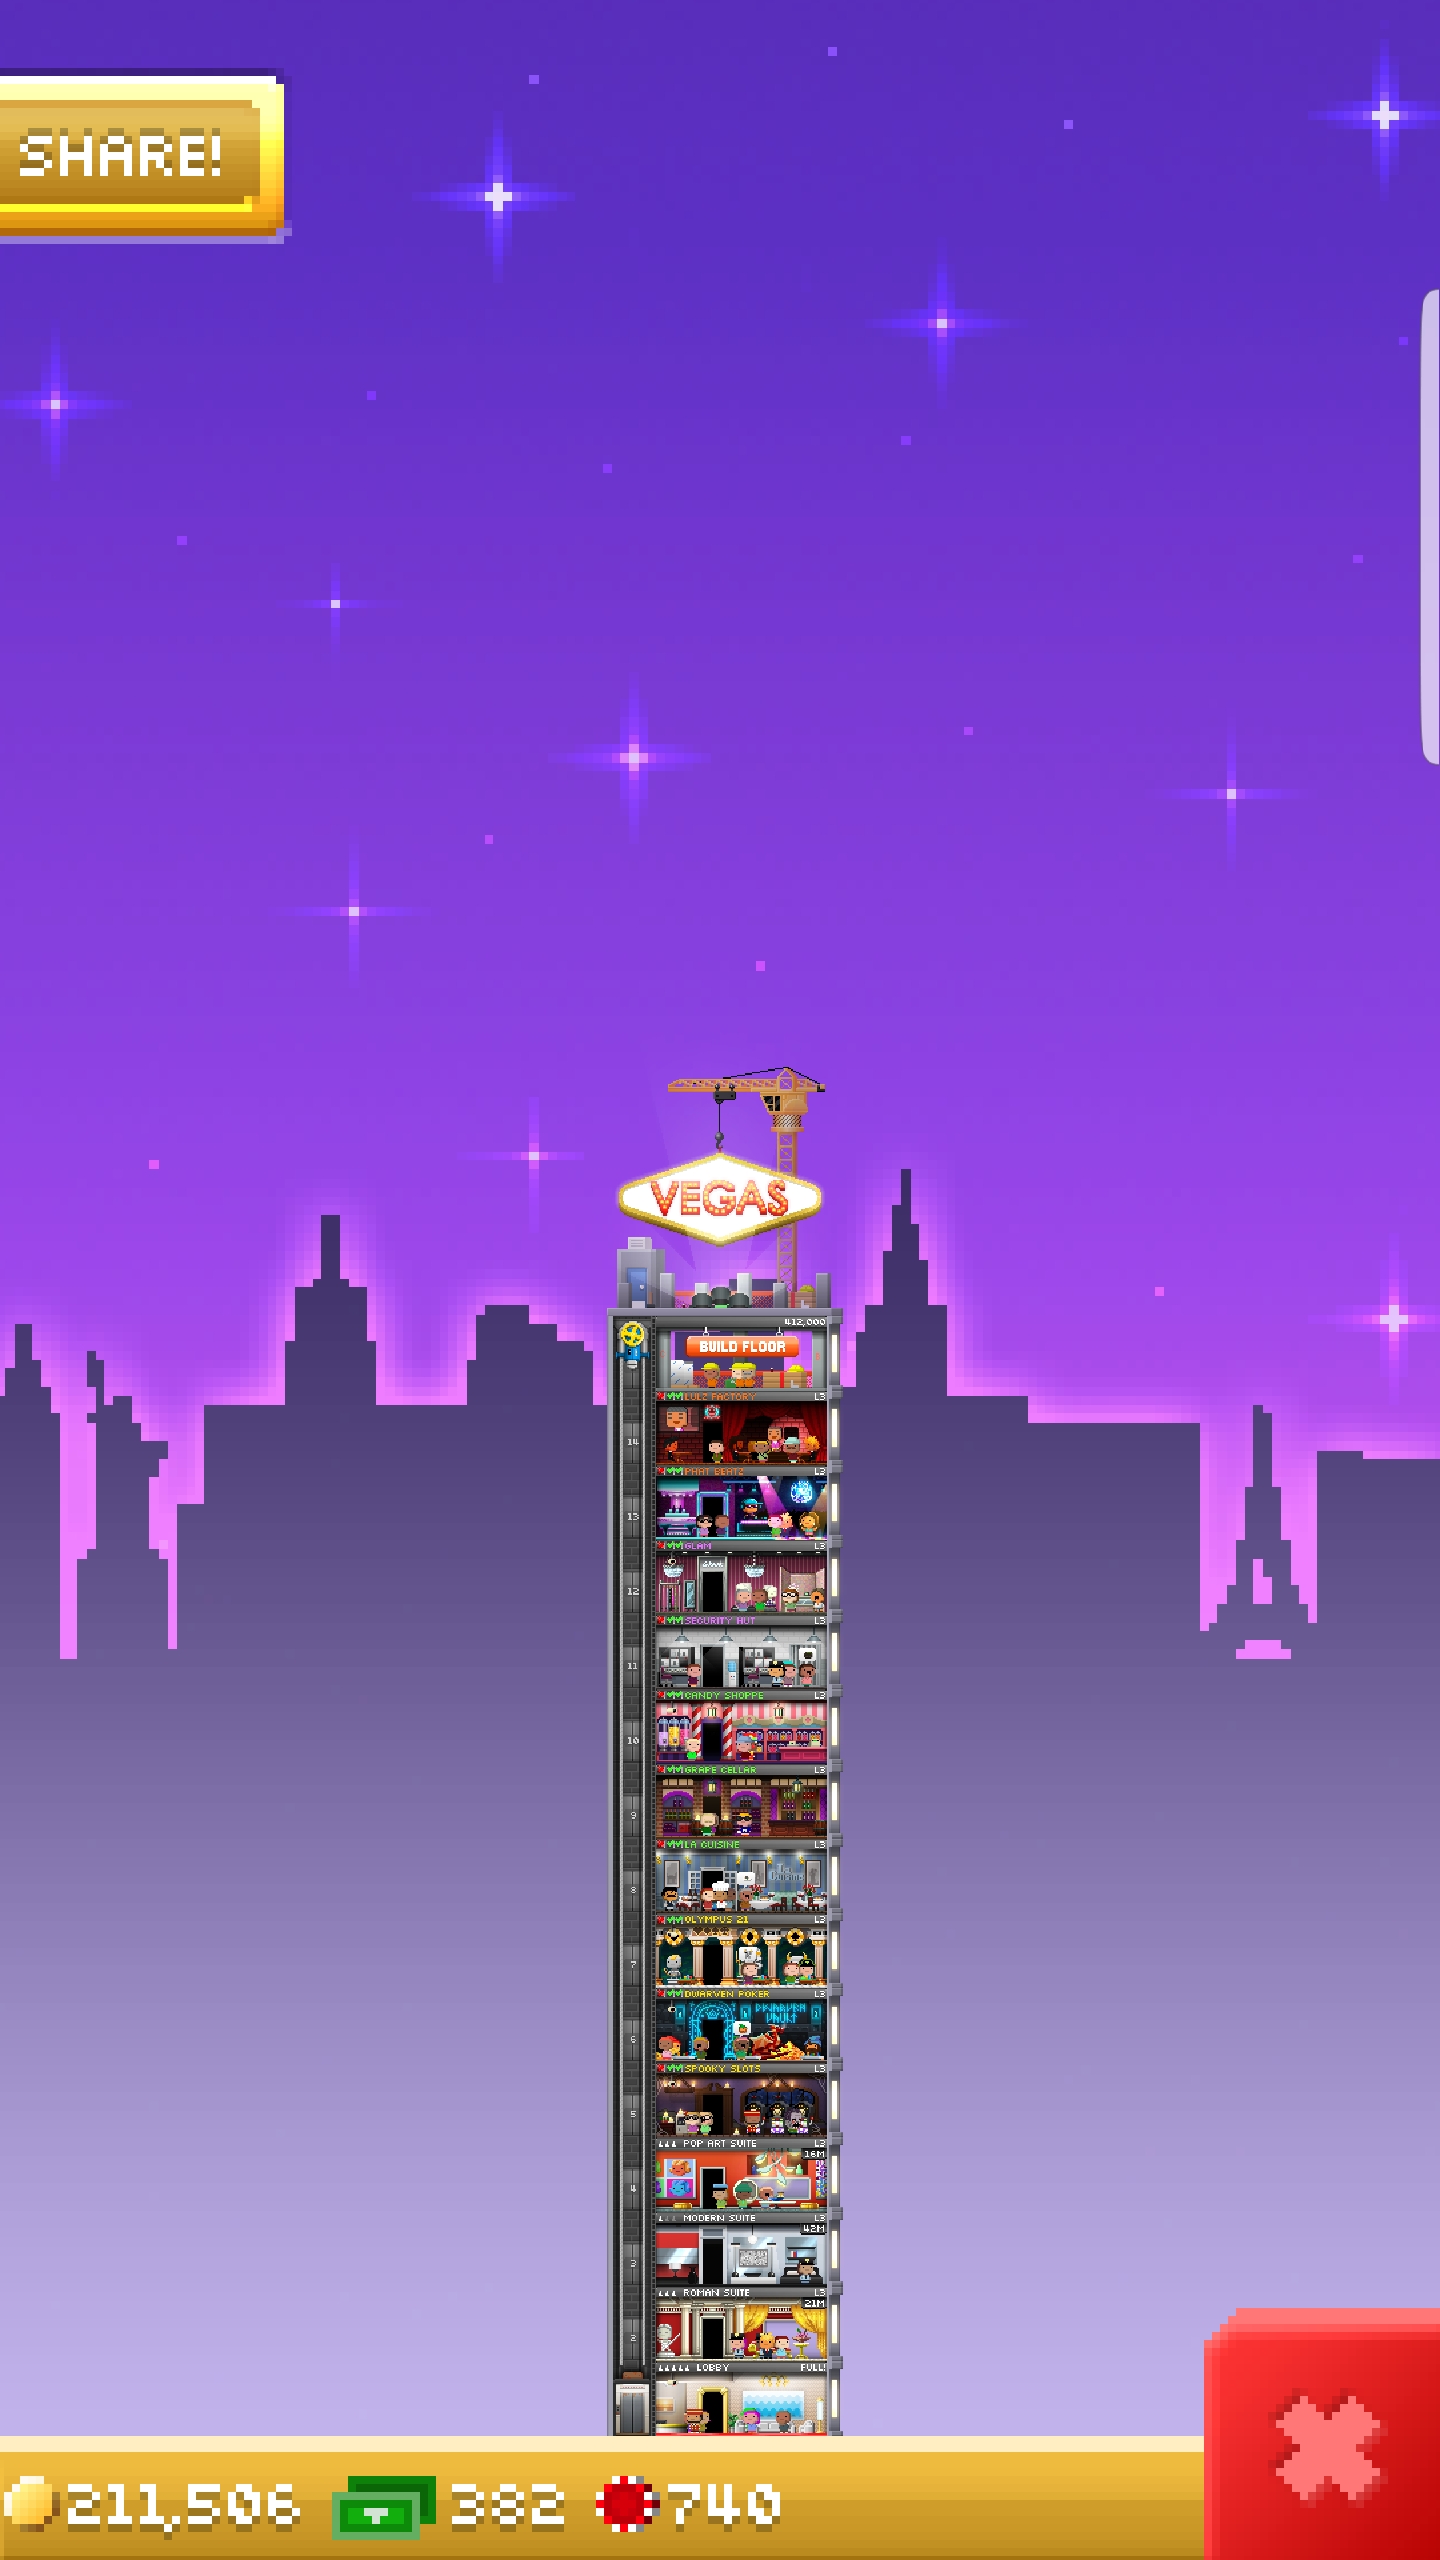 SHARE!
VEGAS
412,000
BUILD FLOOR
LULZ FACTORY L3
14
PHAT BEATZ L3
13
GLAM L3
12
SECURITY HUT L3
11
CANDY SHOPPE L3
10
GRAPE CELLAR L3
9
LA CUISINE L3
8
OLYMPUS 21 L3
7
DWARVEN POKER L3
DWARVEN
VAULT
6
SPOOKY SLOTS L3
5
POP ART SUITE L3
16M
4
MODERN SUITE L3
42M
3
ROMAN SUITE L3
21M
2
LOBBY FULL!
211,506 382 740